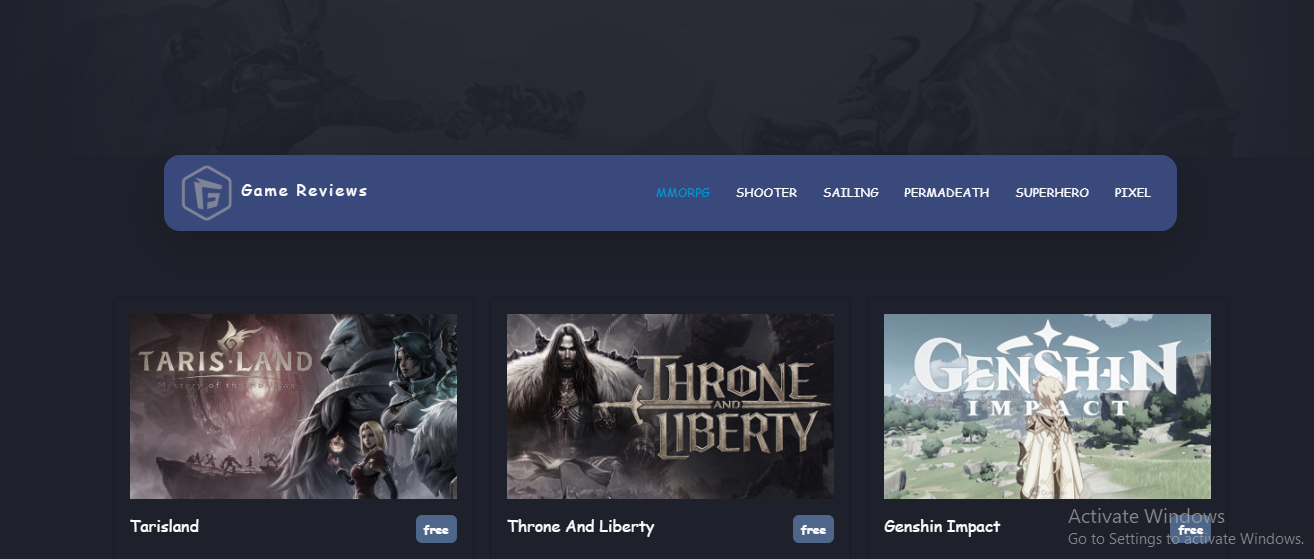 Game Reviews
MMORPG SHOOTER SAILING PERMADEATH SUPERHERO PIXEL
TARIS·LAND
Mystery of the Hollows
THRONE
AND
LIBERTY
GENSHIN
IMPACT
Tarisland
free
Throne And Liberty
free
Genshin Impact
free
Activate Windows
Go to Settings to activate Windows.